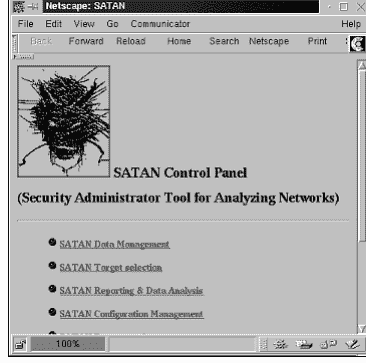 Netscape: SATAN
File Edit View Go Communicator Help
Back Forward Reload Home Search Netscape Print
SATAN Control Panel
(Security Administrator Tool for Analyzing Networks)
SATAN Data Management
SATAN Target selection
SATAN Reporting & Data Analysis
SATAN Configuration Management
100%